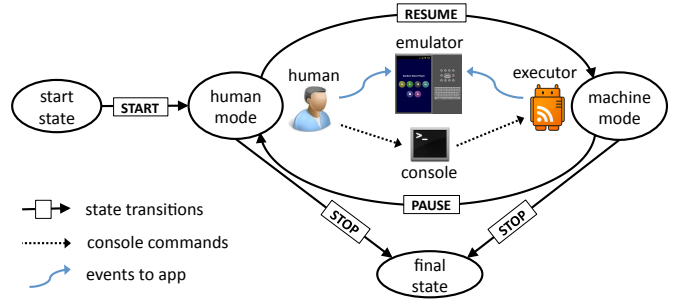 RESUME
emulator
human
executor
start
state
START
human
mode
machine
mode
>_
console
PAUSE
state transitions
STOP
STOP
console commands
final
state
events to app